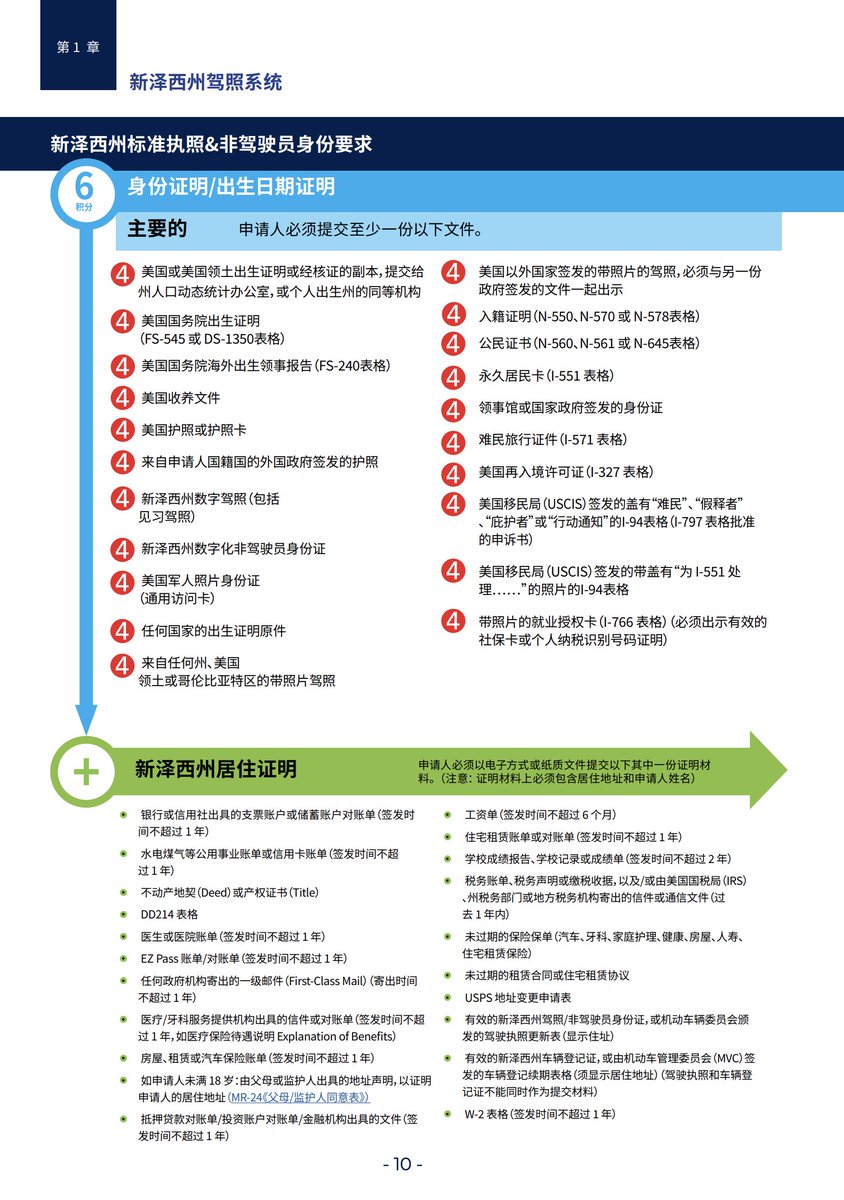 第 1 章
新泽西州驾照系统
新泽西州标准执照&非驾驶员身份要求
6
积分
身份证明/出生日期证明
主要的
申请人必须提交至少一份以下文件。
4 美国或美国领土出生证明或经核证的副本，提交给
州人口动态统计办公室，或个人出生州的同等机构
4 美国国务院出生证明
（FS-545 或 DS-1350表格）
4 美国国务院海外出生领事报告（FS-240表格）
4 美国收养文件
4 美国护照或护照卡
4 来自申请人国籍国的外国政府签发的护照
4 新泽西州数字驾照（包括
见习驾照）
4 新泽西州数字化非驾驶员身份证
4 美国军人照片身份证
（通用访问卡）
4 任何国家的出生证明原件
4 来自任何州、美国
领土或哥伦比亚特区的带照片驾照
4 美国以外国家签发的带照片的驾照，必须与另一份
政府签发的文件一起出示
4 入籍证明（N-550、N-570 或 N-578表格）
4 公民证书（N-560、N-561 或 N-645表格）
4 永久居民卡（I-551 表格）
4 领事馆或国家政府签发的身份证
4 难民旅行证件（I-571 表格）
4 美国再入境许可证（I-327 表格）
4 美国移民局（USCIS）签发的盖有“难民”、“假释者”
、“庇护者”或“行动通知”的I-94表格（I-797 表格批准
的申诉书）
4 美国移民局（USCIS）签发的带盖有“为 I-551 处
理……”的照片的I-94表格
4 带照片的就业授权卡（I-766 表格）（必须出示有效的
社保卡或个人纳税识别号码证明）
+
新泽西州居住证明
申请人必须以电子方式或纸质文件提交以下其中一份证明材
料。（注意：证明材料上必须包含居住地址和申请人姓名）
银行或信用社出具的支票账户或储蓄账户对账单（签发时
间不超过 1 年）
水电煤气等公用事业账单或信用卡账单（签发时间不超
过 1 年）
不动产地契（Deed）或产权证书（Title）
DD214 表格
医生或医院账单（签发时间不超过 1 年）
EZ Pass 账单/对账单（签发时间不超过 1 年）
任何政府机构寄出的一级邮件（First-Class Mail）（寄出时间
不超过 1 年）
医疗/牙科服务提供机构出具的信件或对账单（签发时间不超
过 1 年，如医疗保险待遇说明 Explanation of Benefits）
房屋、租赁或汽车保险账单（签发时间不超过 1 年）
如申请人未满 18 岁：由父母或监护人出具的地址声明，以证明
申请人的居住地址（MR-24《父母/监护人同意表》）
抵押贷款对账单/投资账户对账单/金融机构出具的文件（签
发时间不超过 1 年）
工资单（签发时间不超过 6 个月）
住宅租赁账单或对账单（签发时间不超过 1 年）
学校成绩报告、学校记录或成绩单（签发时间不超过 2 年）
税务账单、税务声明或缴税收据，以及/或由美国国税局（IRS）
、州税务部门或地方税务机构寄出的信件或通信文件（过
去 1 年内）
未过期的保险保单（汽车、牙科、家庭护理、健康、房屋、人寿、
住宅租赁保险）
未过期的租赁合同或住宅租赁协议
USPS 地址变更申请表
有效的新泽西州驾照/非驾驶员身份证，或机动车辆委员会颁
发的驾驶执照更新表（显示住址）
有效的新泽西州车辆登记证，或由机动车管理委员会（MVC）签
发的车辆登记续期表格（须显示居住地址）（驾驶执照和车辆登
记证不能同时作为提交材料）
W-2 表格（签发时间不超过 1 年）
- 10 -